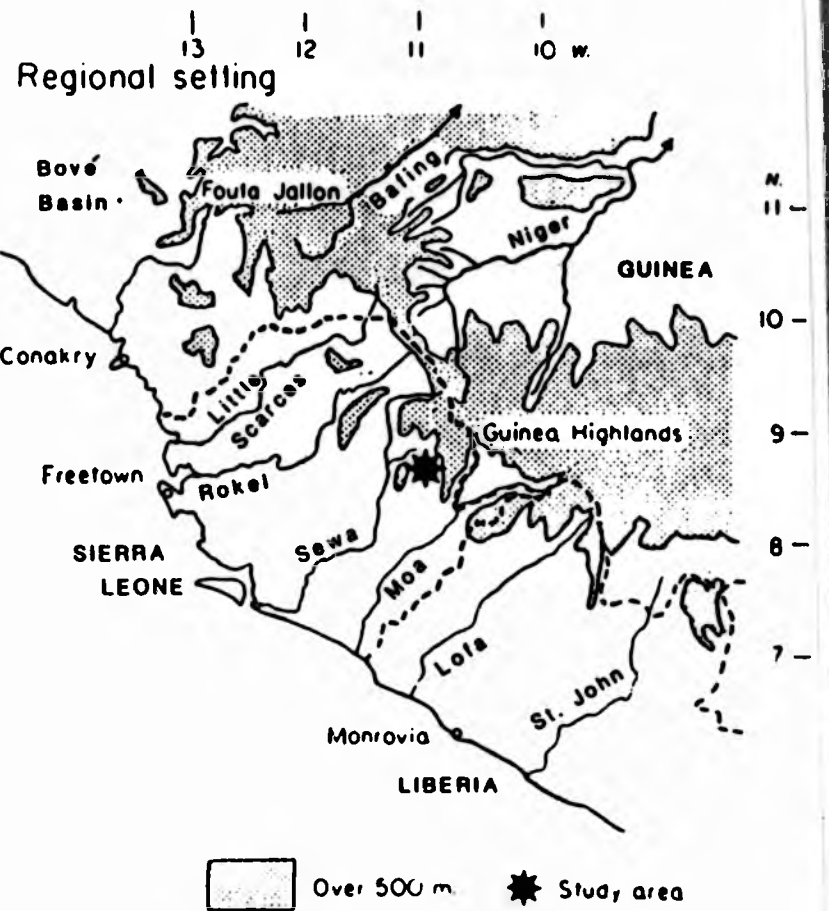 13 12 11 10 W.
Regional setting
Bové
Basin
Fouta Jallon
Bafing
Niger
N.
11
GUINEA
10
Conakry
Little
Scarces
Guinea Highlands
9
Freetown
Rokel
Sewa
SIERRA
LEONE
8
Moa
Lofa
7
St. John
Monrovia
LIBERIA
Over 500 m.
Study area